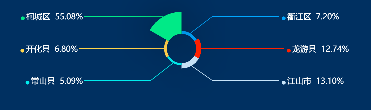 柯城区 55.08%
衢江区 7.20%
开化县 6.80%
龙游县 12.74%
常山县 5.09%
江山市 13.10%